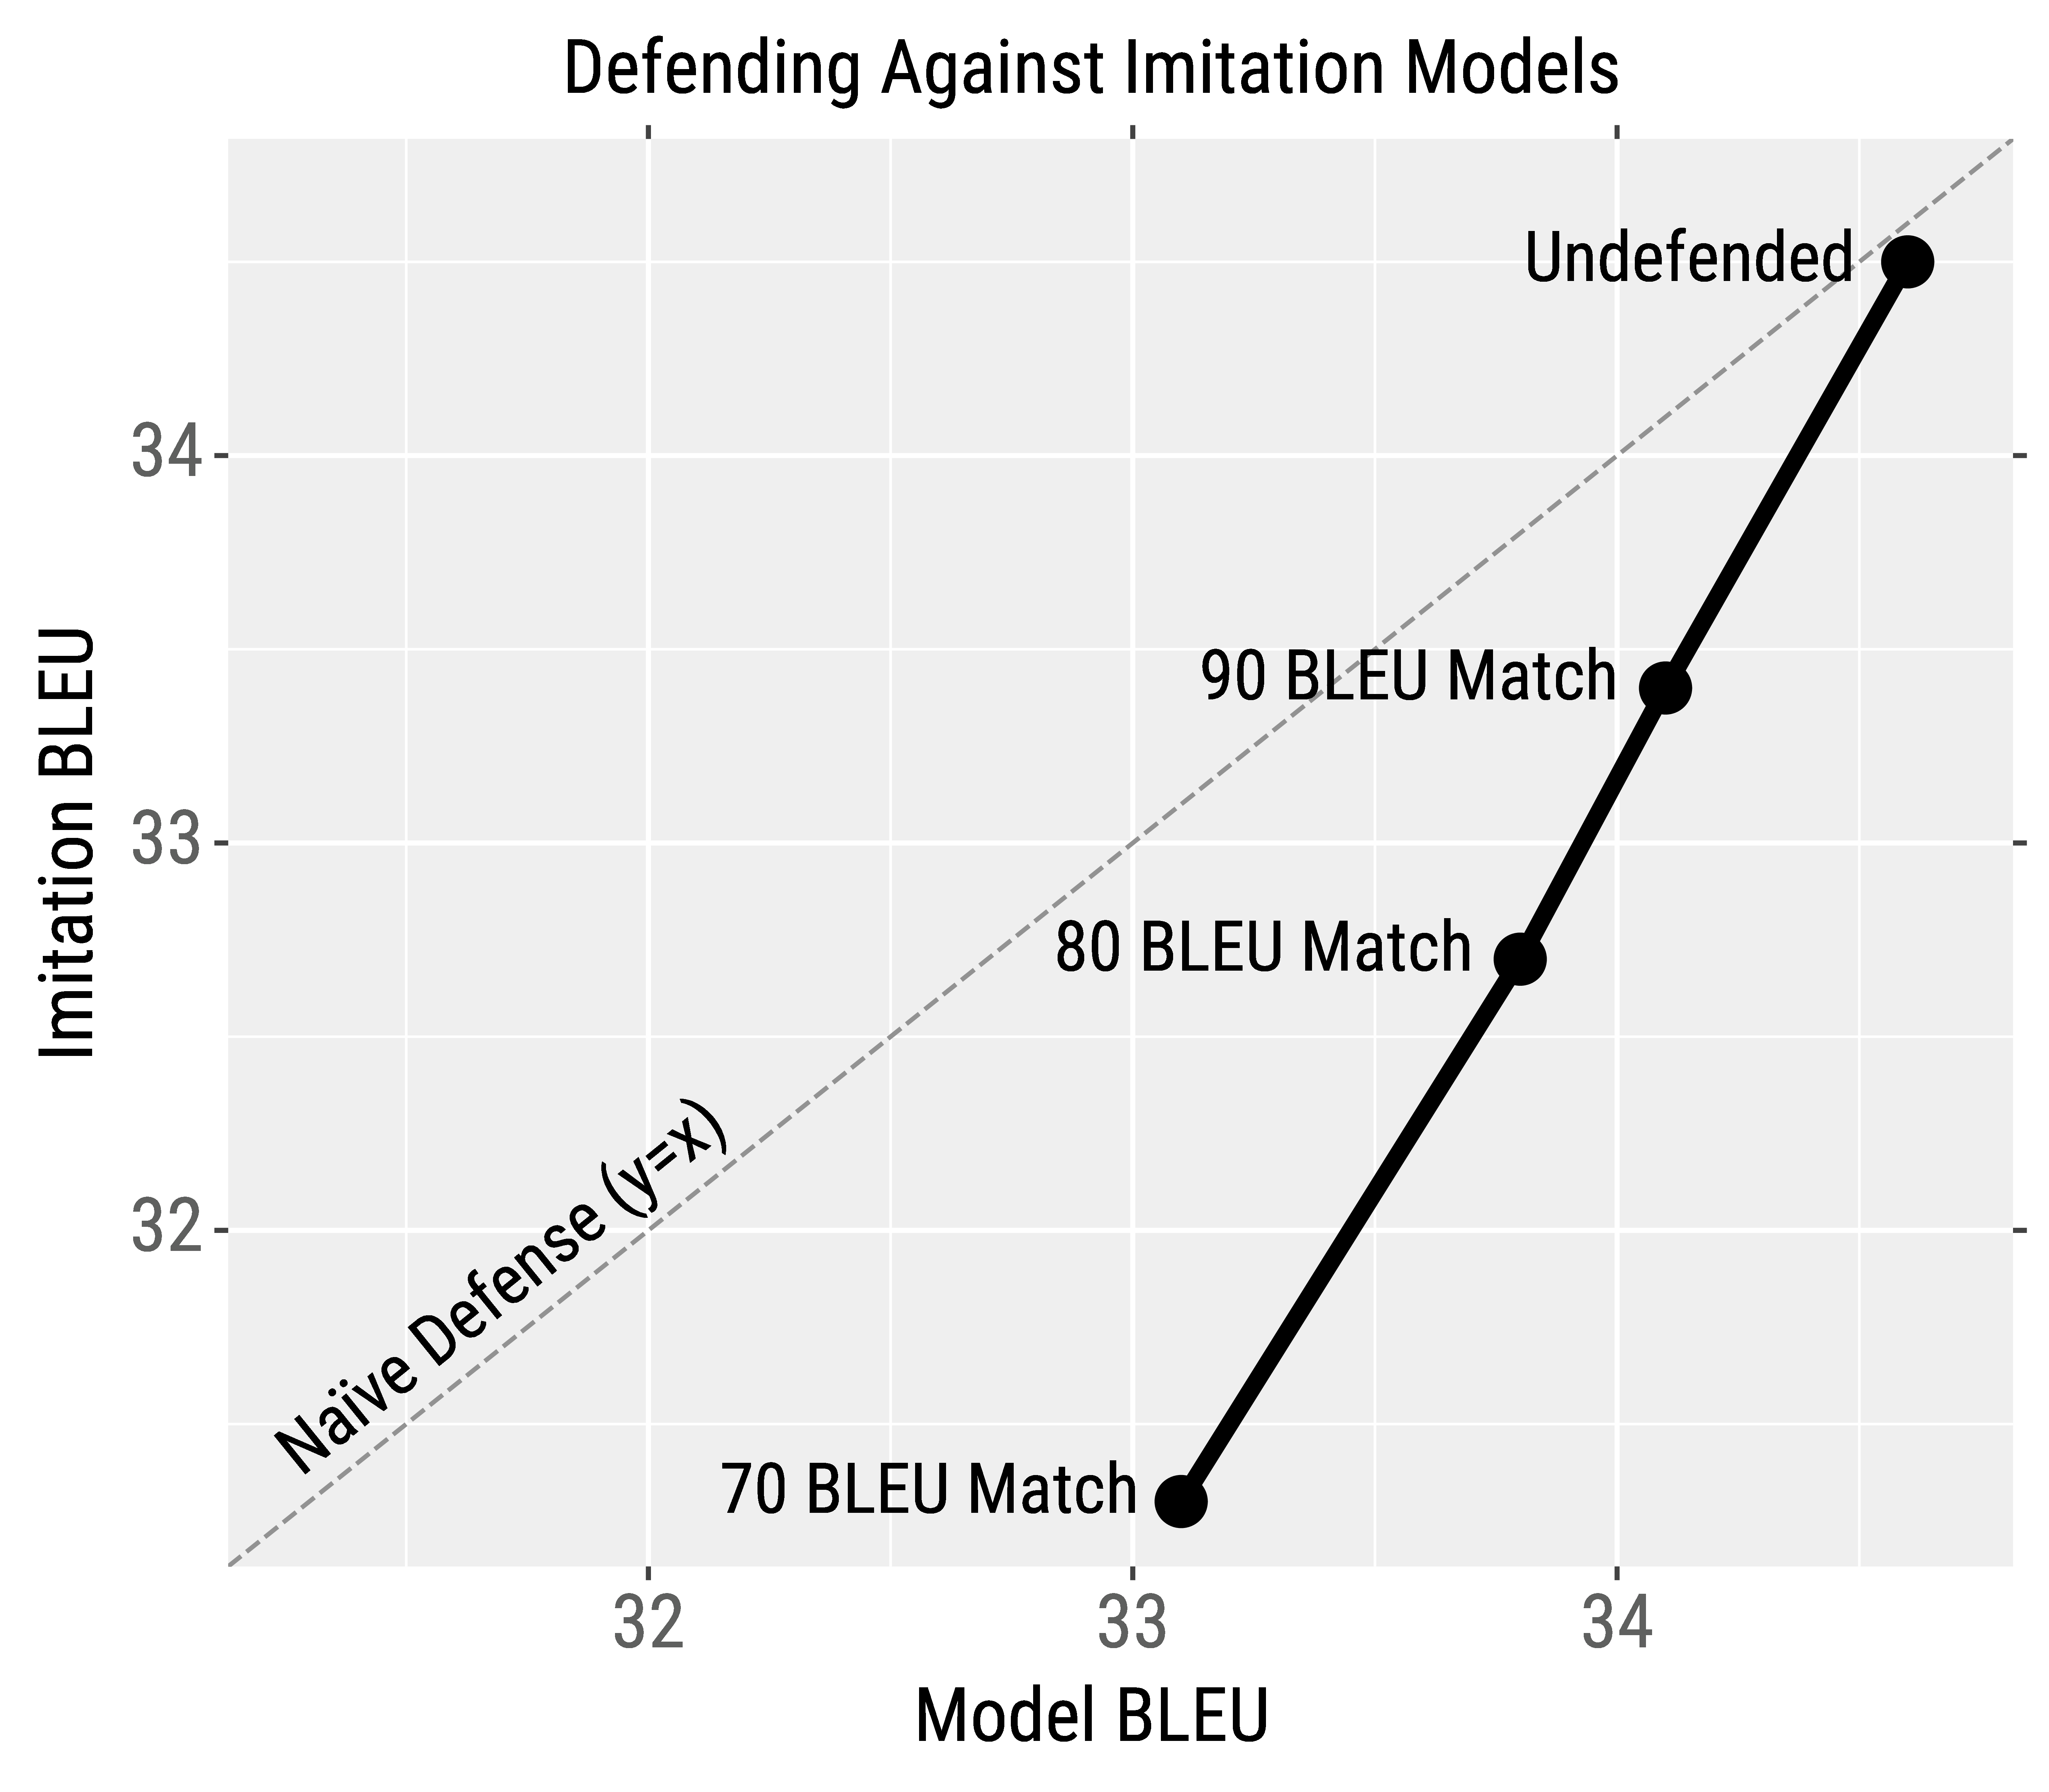 Defending Against Imitation Models
Undefended
90 BLEU Match
80 BLEU Match
70 BLEU Match
Naïve Defense (y=x)
Imitation BLEU
34
33
32
32
33
34
Model BLEU